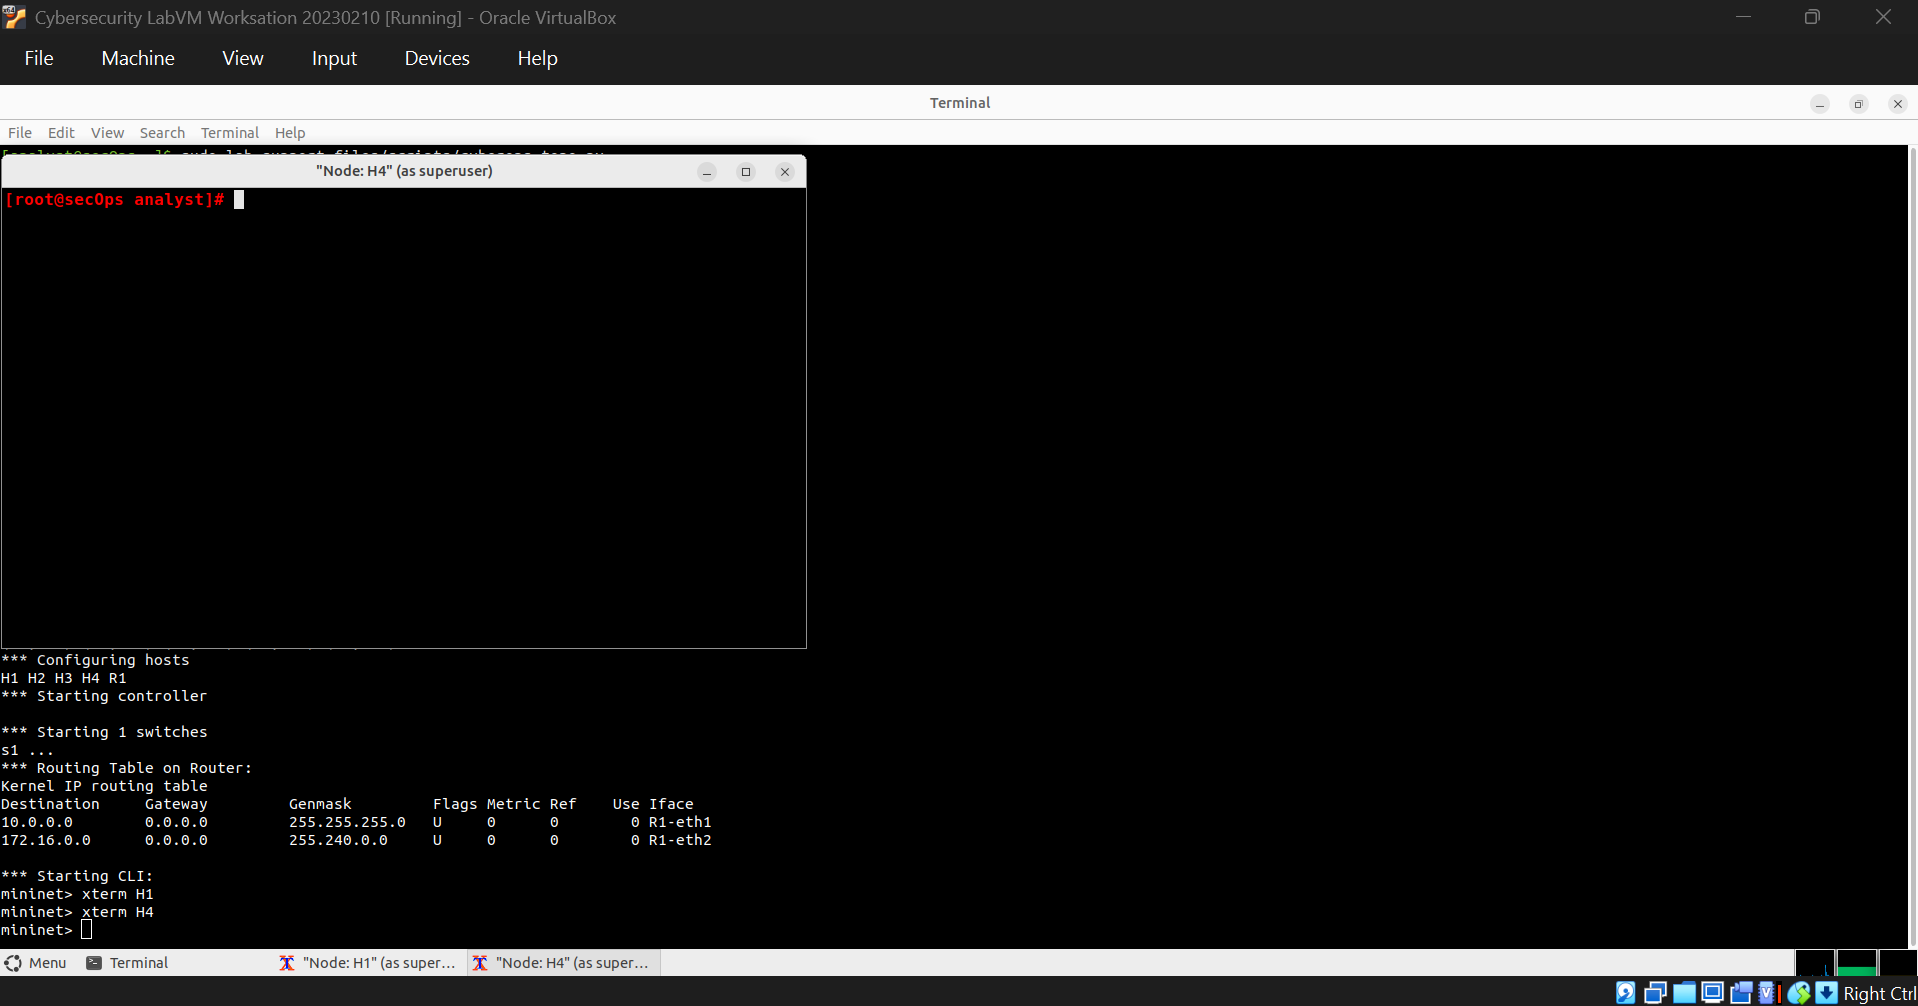 Cybersecurity LabVM Worksation 20230210 [Running] - Oracle VirtualBox
File Machine View Input Devices Help
Terminal
File Edit View Search Terminal Help
"Node: H4" (as superuser)
[root@secOps analyst]#
*** Configuring hosts
H1 H2 H3 H4 R1
*** Starting controller
*** Starting 1 switches
s1 ...
*** Routing Table on Router:
Kernel IP routing table
Destination Gateway Genmask Flags Metric Ref Use Iface
10.0.0.0 0.0.0.0 255.255.255.0 U 0 0 0 R1-eth1
172.16.0.0 0.0.0.0 255.240.0.0 U 0 0 0 R1-eth2
*** Starting CLI:
mininet> xterm H1
mininet> xterm H4
mininet>
Menu Terminal "Node: H1" (as super... "Node: H4" (as super...
Right Ctrl